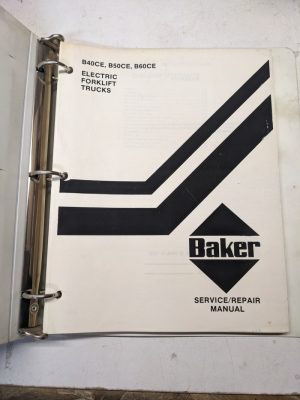 B40CE, B50CE, B60CE
ELECTRIC
FORKLIFT
TRUCKS
Baker
SERVICE/REPAIR
MANUAL